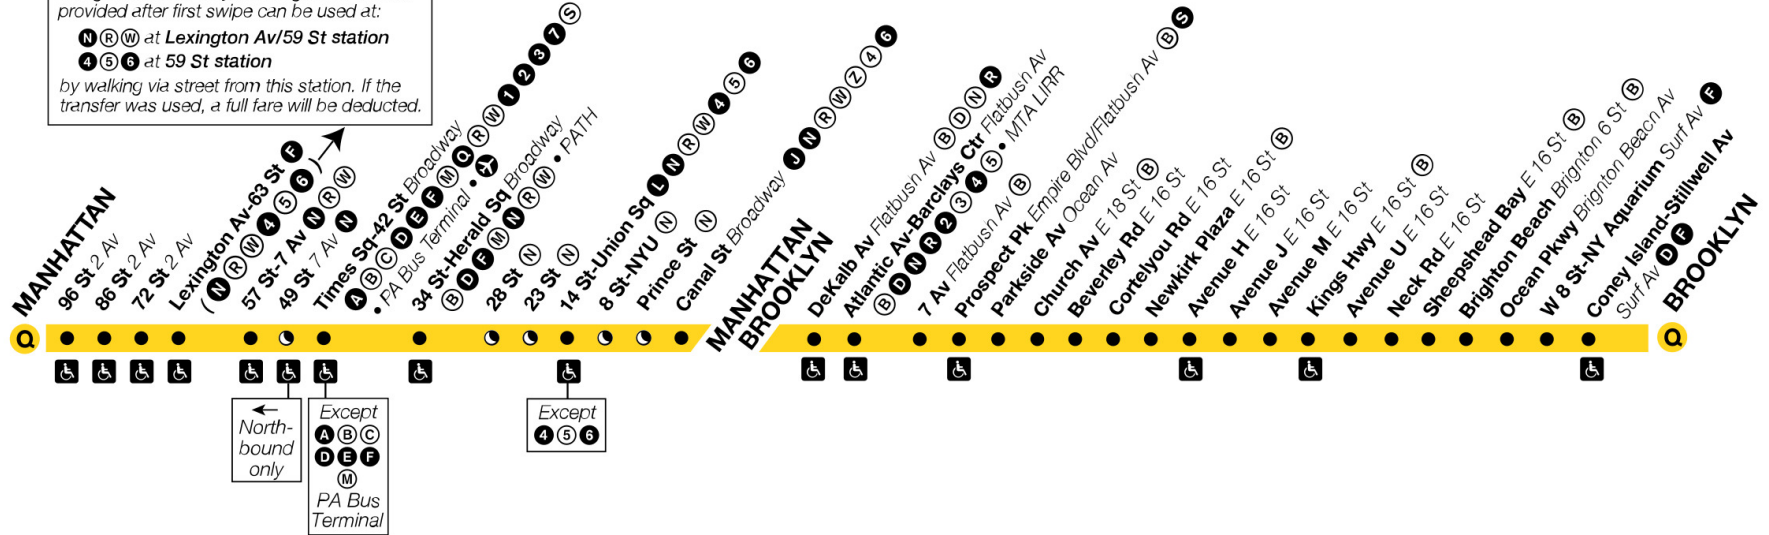 provided after first swipe can be used at:
N R W at Lexington Av/59 St station
4 5 6 at 59 St station
by walking via street from this station. If the
transfer was used, a full fare will be deducted.
MANHATTAN
96 St 2 Av
86 St 2 Av
72 St 2 Av
Lexington Av-63 St F
(N R W 4 5 6)
57 St-7 Av N R W
49 St 7 Av N
Times Sq-42 St Broadway
A B C D E F M Q R W 1 2 3 7 S
• PA Bus Terminal •
34 St-Herald Sq Broadway
B D F M N R W • PATH
28 St N
23 St N
14 St-Union Sq L N R W 4 5 6
8 St-NYU N
Prince St N
Canal St Broadway J N R W Z 4 6
MANHATTAN
BROOKLYN
DeKalb Av Flatbush Av B D N R
Atlantic Av-Barclays Ctr Flatbush Av
B D N R 2 3 4 5 • MTA LIRR
7 Av Flatbush Av B
Prospect Pk Empire Blvd/Flatbush Av B S
Parkside Av Ocean Av
Church Av E 18 St B
Beverley Rd E 16 St
Cortelyou Rd E 16 St
Newkirk Plaza E 16 St B
Avenue H E 16 St
Avenue J E 16 St
Avenue M E 16 St
Kings Hwy E 16 St B
Avenue U E 16 St
Neck Rd E 16 St
Sheepshead Bay E 16 St B
Brighton Beach Brighton 6 St B
Ocean Pkwy Brighton Beach Av
W 8 St-NY Aquarium Surf Av F
Coney Island-Stillwell Av
Surf Av D F
BROOKLYN
Q
Q
North-
bound
only
Except
A B C
D E F
M
PA Bus
Terminal
Except
4 5 6